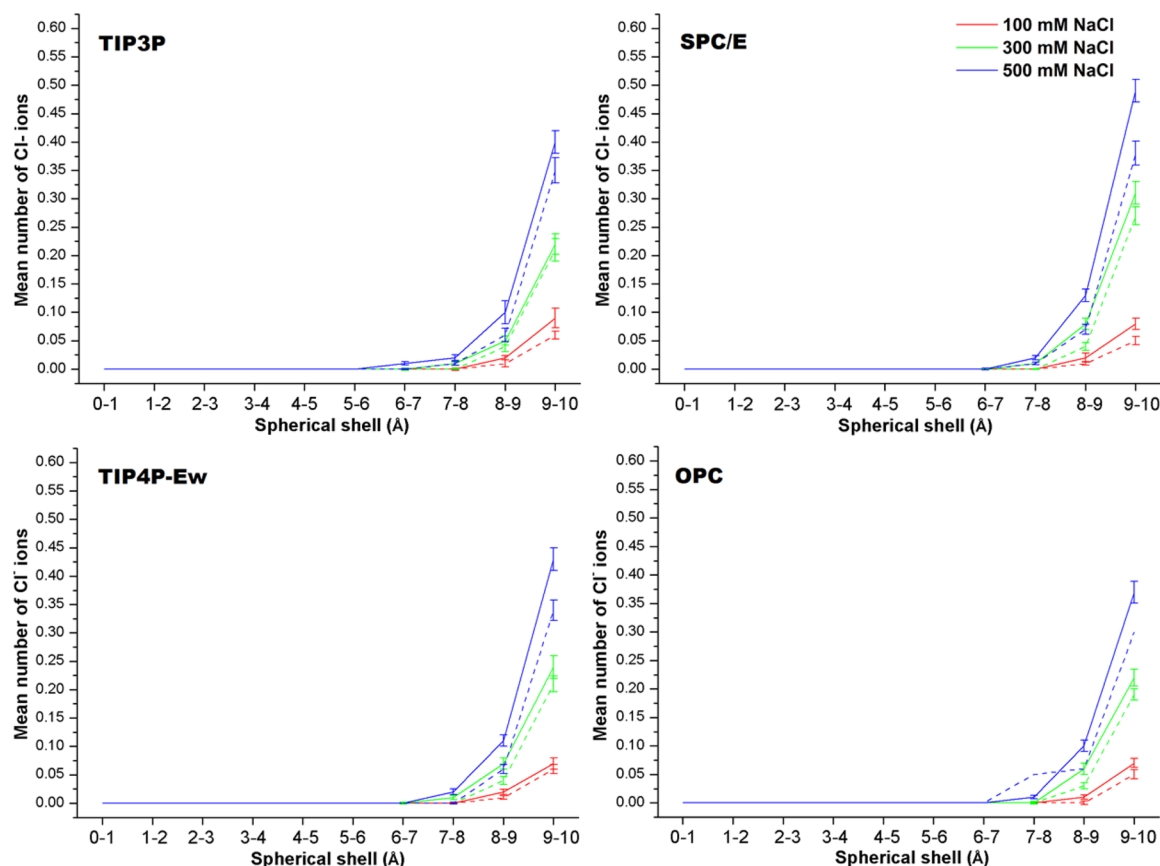 TIP3P
Mean number of Cl- ions
0.60
0.55
0.50
0.45
0.40
0.35
0.30
0.25
0.20
0.15
0.10
0.05
0.00
0-1 1-2 2-3 3-4 4-5 5-6 6-7 7-8 8-9 9-10
Spherical shell (Å)
SPC/E
100 mM NaCl
300 mM NaCl
500 mM NaCl
Mean number of Cl- ions
0.60
0.55
0.50
0.45
0.40
0.35
0.30
0.25
0.20
0.15
0.10
0.05
0.00
0-1 1-2 2-3 3-4 4-5 5-6 6-7 7-8 8-9 9-10
Spherical shell (Å)
TIP4P-Ew
Mean number of Cl⁻ ions
0.60
0.55
0.50
0.45
0.40
0.35
0.30
0.25
0.20
0.15
0.10
0.05
0.00
0-1 1-2 2-3 3-4 4-5 5-6 6-7 7-8 8-9 9-10
Spherical shell (Å)
OPC
Mean number of Cl⁻ ions
0.60
0.55
0.50
0.45
0.40
0.35
0.30
0.25
0.20
0.15
0.10
0.05
0.00
0-1 1-2 2-3 3-4 4-5 5-6 6-7 7-8 8-9 9-10
Spherical shell (Å)